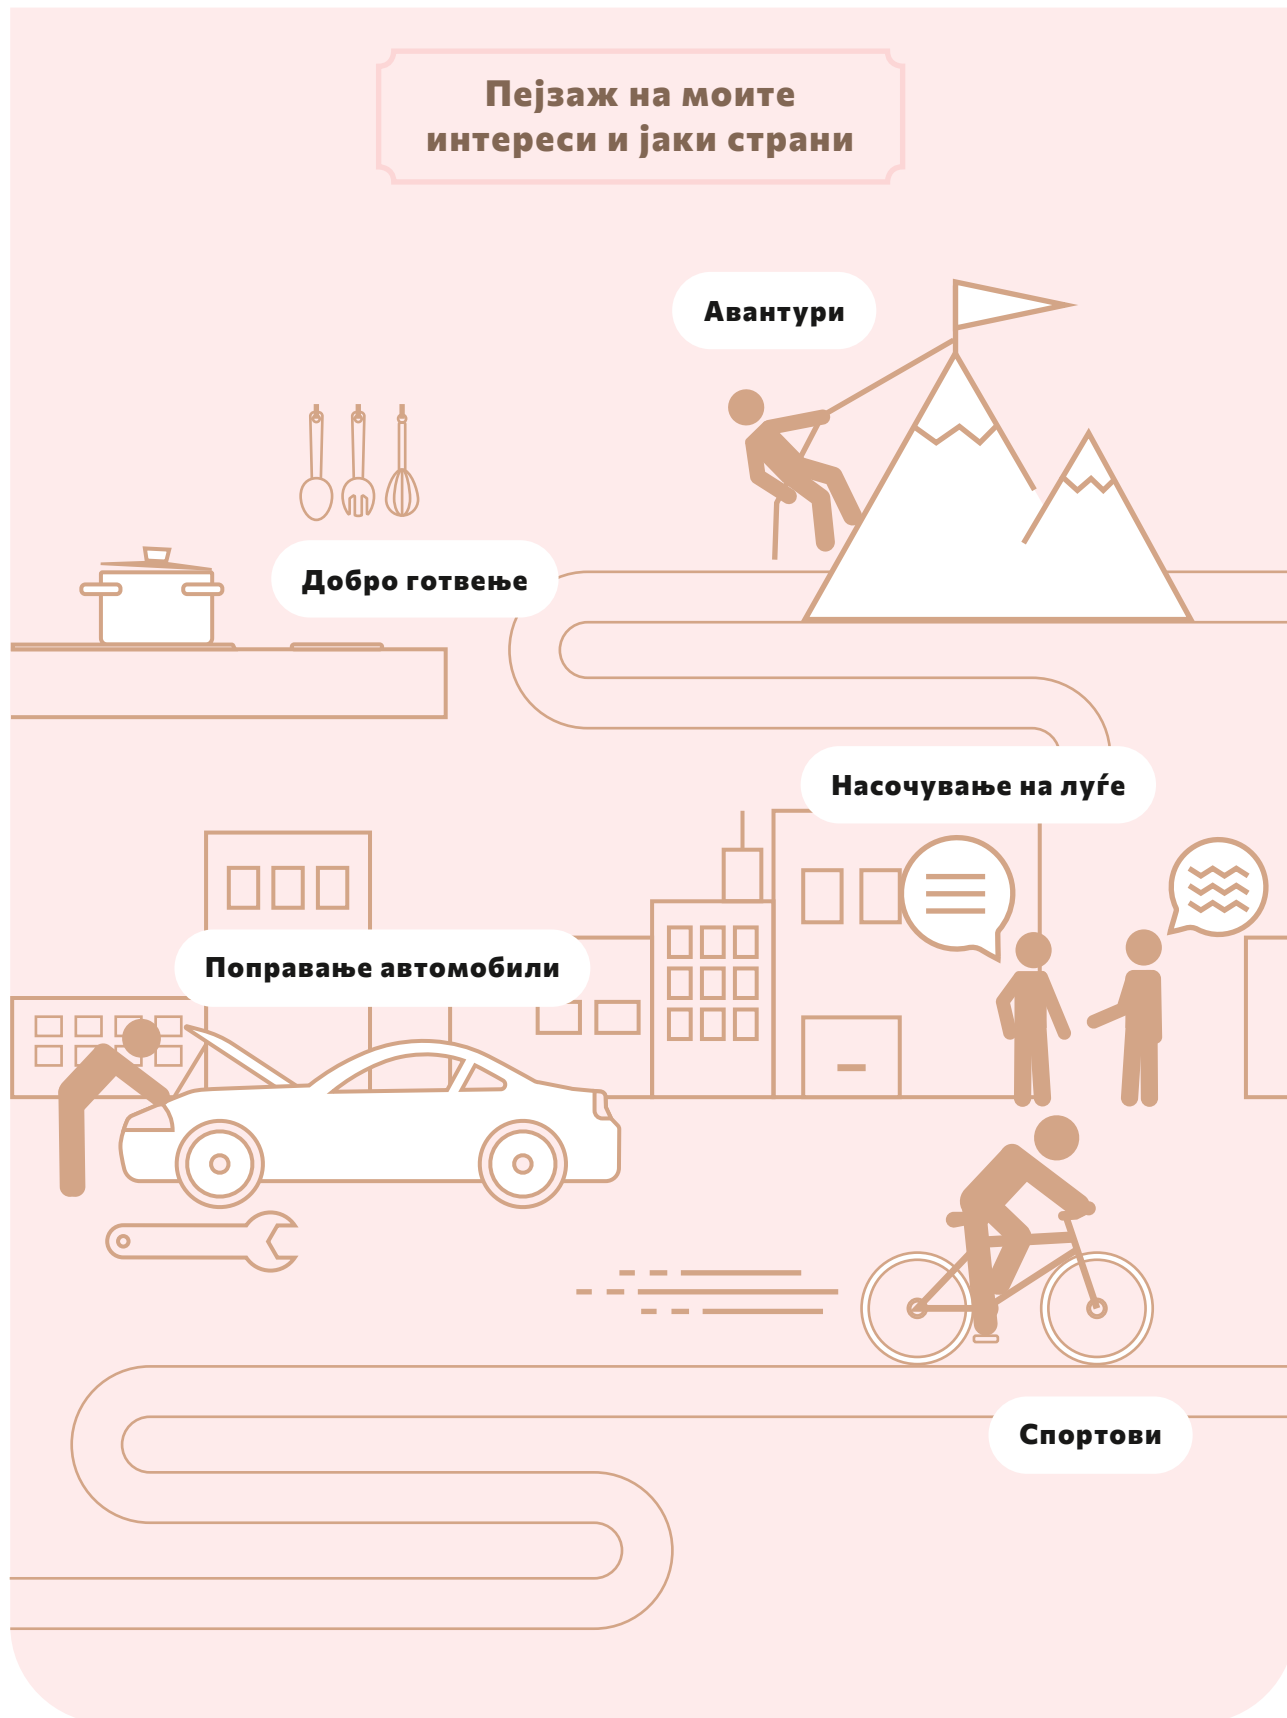 Пејзаж на моите
интереси и јаки страни
Авантури
Добро готвење
Насочување на луѓе
Поправање автомобили
Спортови